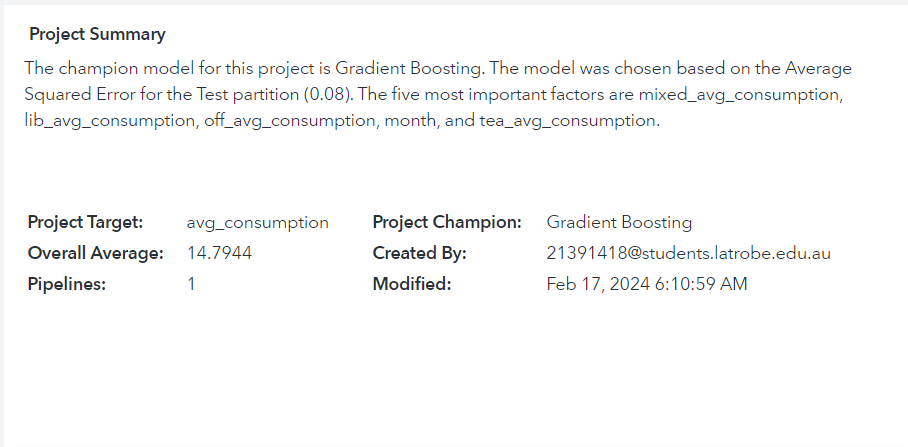 Project Summary
The champion model for this project is Gradient Boosting. The model was chosen based on the Average
Squared Error for the Test partition (0.08). The five most important factors are mixed_avg_consumption,
lib_avg_consumption, off_avg_consumption, month, and tea_avg_consumption.
Project Target: avg_consumption Project Champion: Gradient Boosting
Overall Average: 14.7944 Created By: 21391418@students.latrobe.edu.au
Pipelines: 1 Modified: Feb 17, 2024 6:10:59 AM